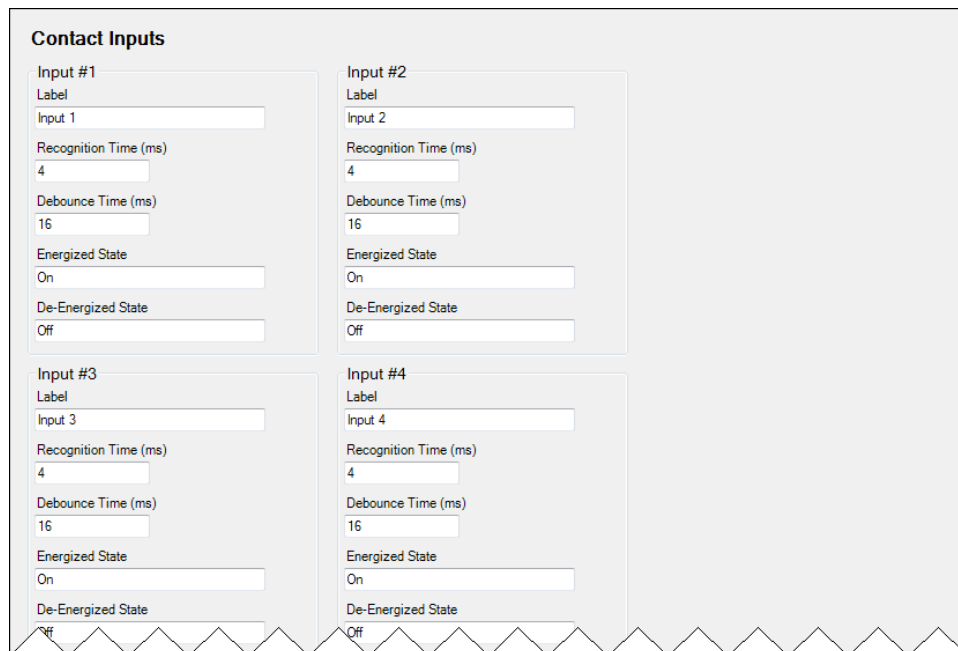 Contact Inputs
Input #1
Label
Input 1
Recognition Time (ms)
4
Debounce Time (ms)
16
Energized State
On
De-Energized State
Off
Input #2
Label
Input 2
Recognition Time (ms)
4
Debounce Time (ms)
16
Energized State
On
De-Energized State
Off
Input #3
Label
Input 3
Recognition Time (ms)
4
Debounce Time (ms)
16
Energized State
On
De-Energized State
Off
Input #4
Label
Input 4
Recognition Time (ms)
4
Debounce Time (ms)
16
Energized State
On
De-Energized State
Off